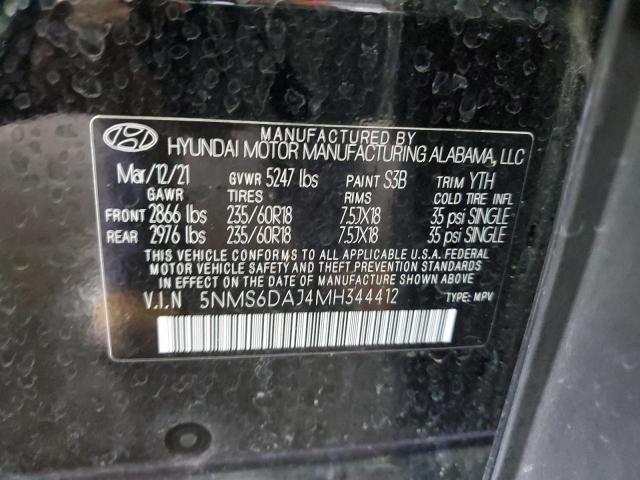 MANUFACTURED BY
HYUNDAI MOTOR MANUFACTURING ALABAMA, LLC
Mar/12/21 GVWR 5247 lbs PAINT S3B TRIM YTH
GAWR TIRES RIMS COLD TIRE INFL
FRONT 2866 lbs 235/60R18 7.5JX18 35 psi SINGLE
REAR 2976 lbs 235/60R18 7.5JX18 35 psi SINGLE
THIS VEHICLE CONFORMS TO ALL APPLICABLE U.S.A. FEDERAL
MOTOR VEHICLE SAFETY AND THEFT PREVENTION STANDARDS
IN EFFECT ON THE DATE OF MANUFACTURE SHOWN ABOVE.
V.I.N 5NMS6DAJ4MH344412 TYPE: MPV